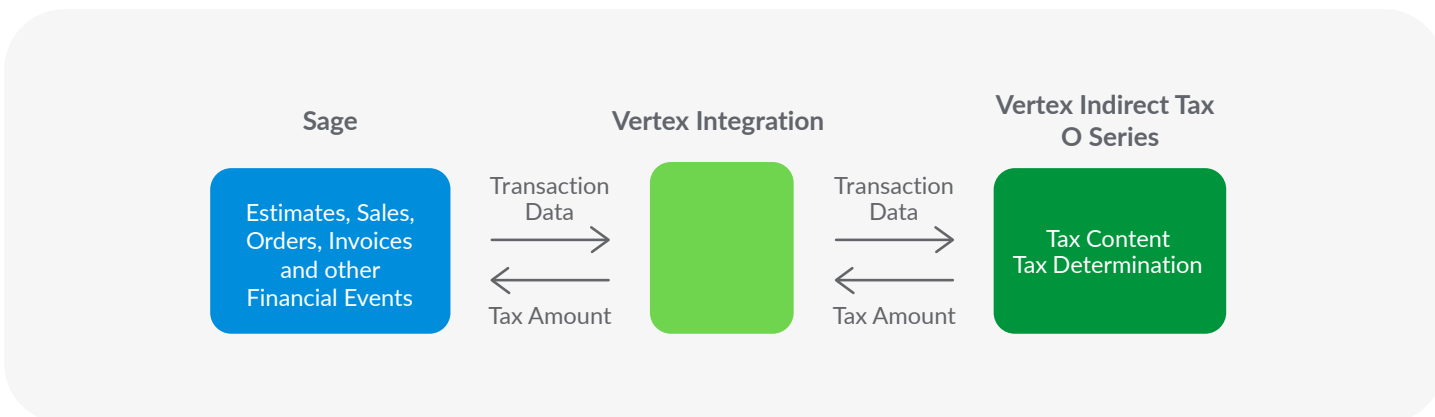 Sage
Estimates, Sales,
Orders, Invoices
and other
Financial Events
Transaction
Data
Tax Amount
Vertex Integration
Transaction
Data
Tax Amount
Vertex Indirect Tax
O Series
Tax Content
Tax Determination